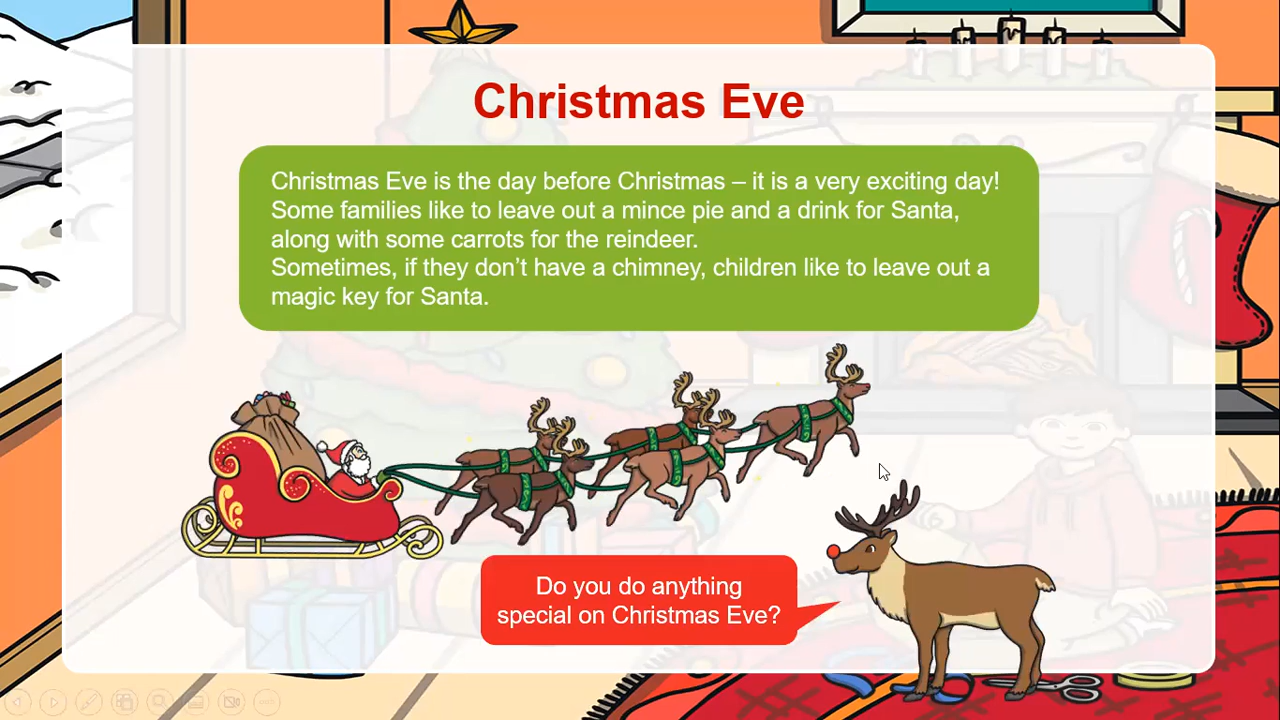 Christmas Eve
Christmas Eve is the day before Christmas – it is a very exciting day!
Some families like to leave out a mince pie and a drink for Santa,
along with some carrots for the reindeer.
Sometimes, if they don’t have a chimney, children like to leave out a
magic key for Santa.
Do you do anything
special on Christmas Eve?